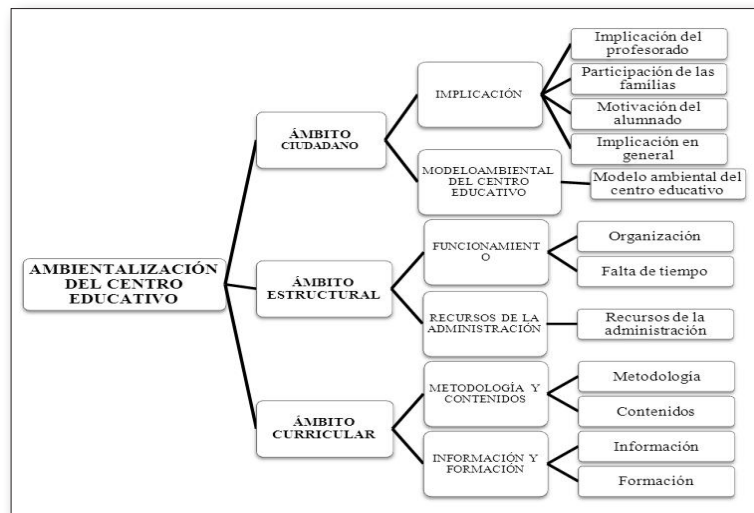 AMBIENTALIZACIÓN
DEL CENTRO
EDUCATIVO
ÁMBITO
CIUDADANO
IMPLICACIÓN
Implicación del
profesorado
Participación de las
familias
Motivación del
alumnado
Implicación en
general
MODELOAMBIENTAL
DEL CENTRO
EDUCATIVO
Modelo ambiental del
centro educativo
ÁMBITO
ESTRUCTURAL
FUNCIONAMIENT
O
Organización
Falta de tiempo
RECURSOS DE LA
ADMINISTRACIÓN
Recursos de la
administración
ÁMBITO
CURRICULAR
METODOLOGÍA Y
CONTENIDOS
Metodología
Contenidos
INFORMACIÓN Y
FORMACIÓN
Información
Formación